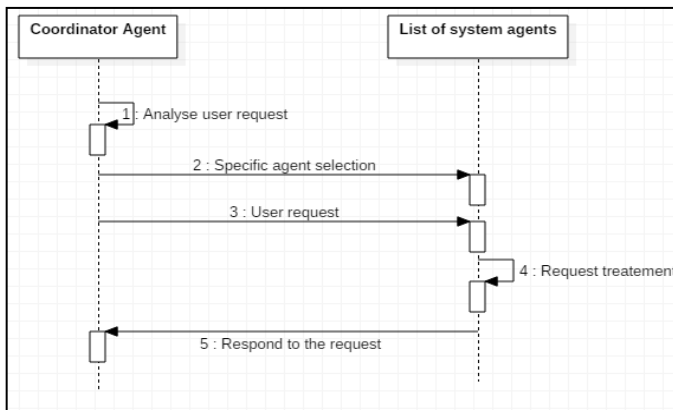 Coordinator Agent
List of system agents
1 : Analyse user request
2 : Specific agent selection
3 : User request
4 : Request treatement
5 : Respond to the request